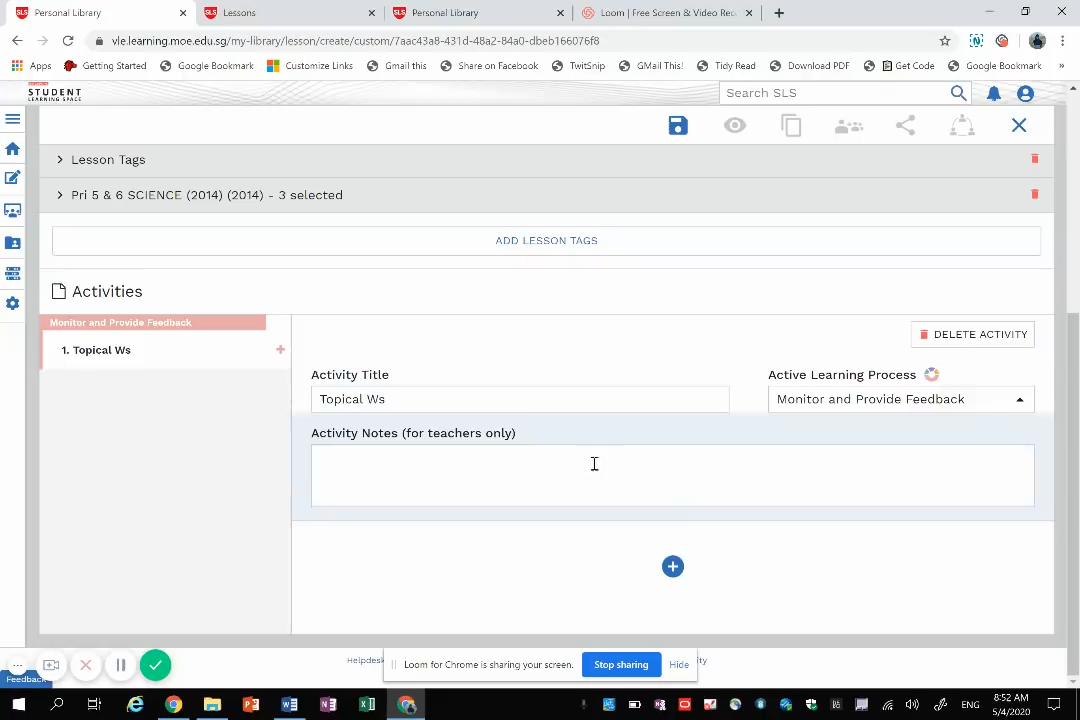 SLS Personal Library
SLS Lessons
SLS Personal Library
Loom | Free Screen & Video Rec
vle.learning.moe.edu.sg/my-library/lesson/create/custom/7aac43a8-431d-48a2-84a0-dbeb166076f8
Apps
Getting Started
Google Bookmark
Customize Links
Gmail this
Share on Facebook
TwitSnip
GMail This!
Tidy Read
Download PDF
Get Code
Google Bookmark
»
STUDENT
LEARNING SPACE
Search SLS
Lesson Tags
Pri 5 & 6 SCIENCE (2014) (2014) - 3 selected
ADD LESSON TAGS
Activities
Monitor and Provide Feedback
1. Topical Ws
DELETE ACTIVITY
Activity Title
Active Learning Process
Topical Ws
Monitor and Provide Feedback
Activity Notes (for teachers only)
Helpdesk
Loom for Chrome is sharing your screen.
Stop sharing
Hide
Feedback
ENG
8:52 AM
5/4/2020